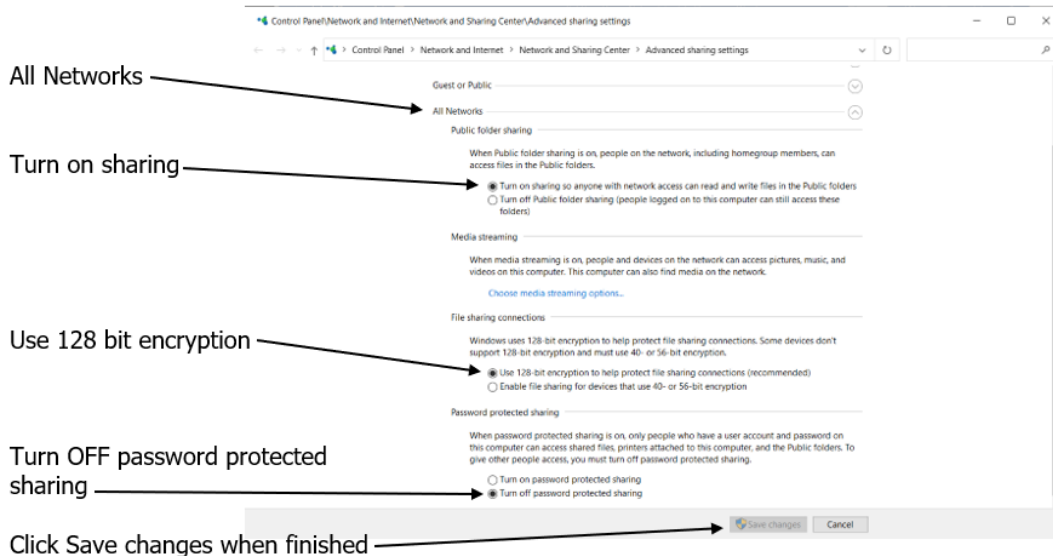 Control Panel\Network and Internet\Network and Sharing Center\Advanced sharing settings
Control Panel > Network and Internet > Network and Sharing Center > Advanced sharing settings
Guest or Public
All Networks
All Networks
Public folder sharing
When Public folder sharing is on, people on the network, including homegroup members, can
access files in the Public folders.
Turn on sharing
Turn on sharing so anyone with network access can read and write files in the Public folders
Turn off Public folder sharing (people logged on to this computer can still access these
folders)
Media streaming
When media streaming is on, people and devices on the network can access pictures, music, and
videos on this computer. This computer can also find media on the network.
Choose media streaming options...
File sharing connections
Use 128 bit encryption
Windows uses 128-bit encryption to help protect file sharing connections. Some devices don't
support 128-bit encryption and must use 40- or 56-bit encryption.
Use 128-bit encryption to help protect file sharing connections (recommended)
Enable file sharing for devices that use 40- or 56-bit encryption
Password protected sharing
When password protected sharing is on, only people who have a user account and password on
this computer can access shared files, printers attached to this computer, and the Public folders. To
give other people access, you must turn off password protected sharing.
Turn OFF password protected
sharing
Turn on password protected sharing
Turn off password protected sharing
Save changes
Cancel
Click Save changes when finished